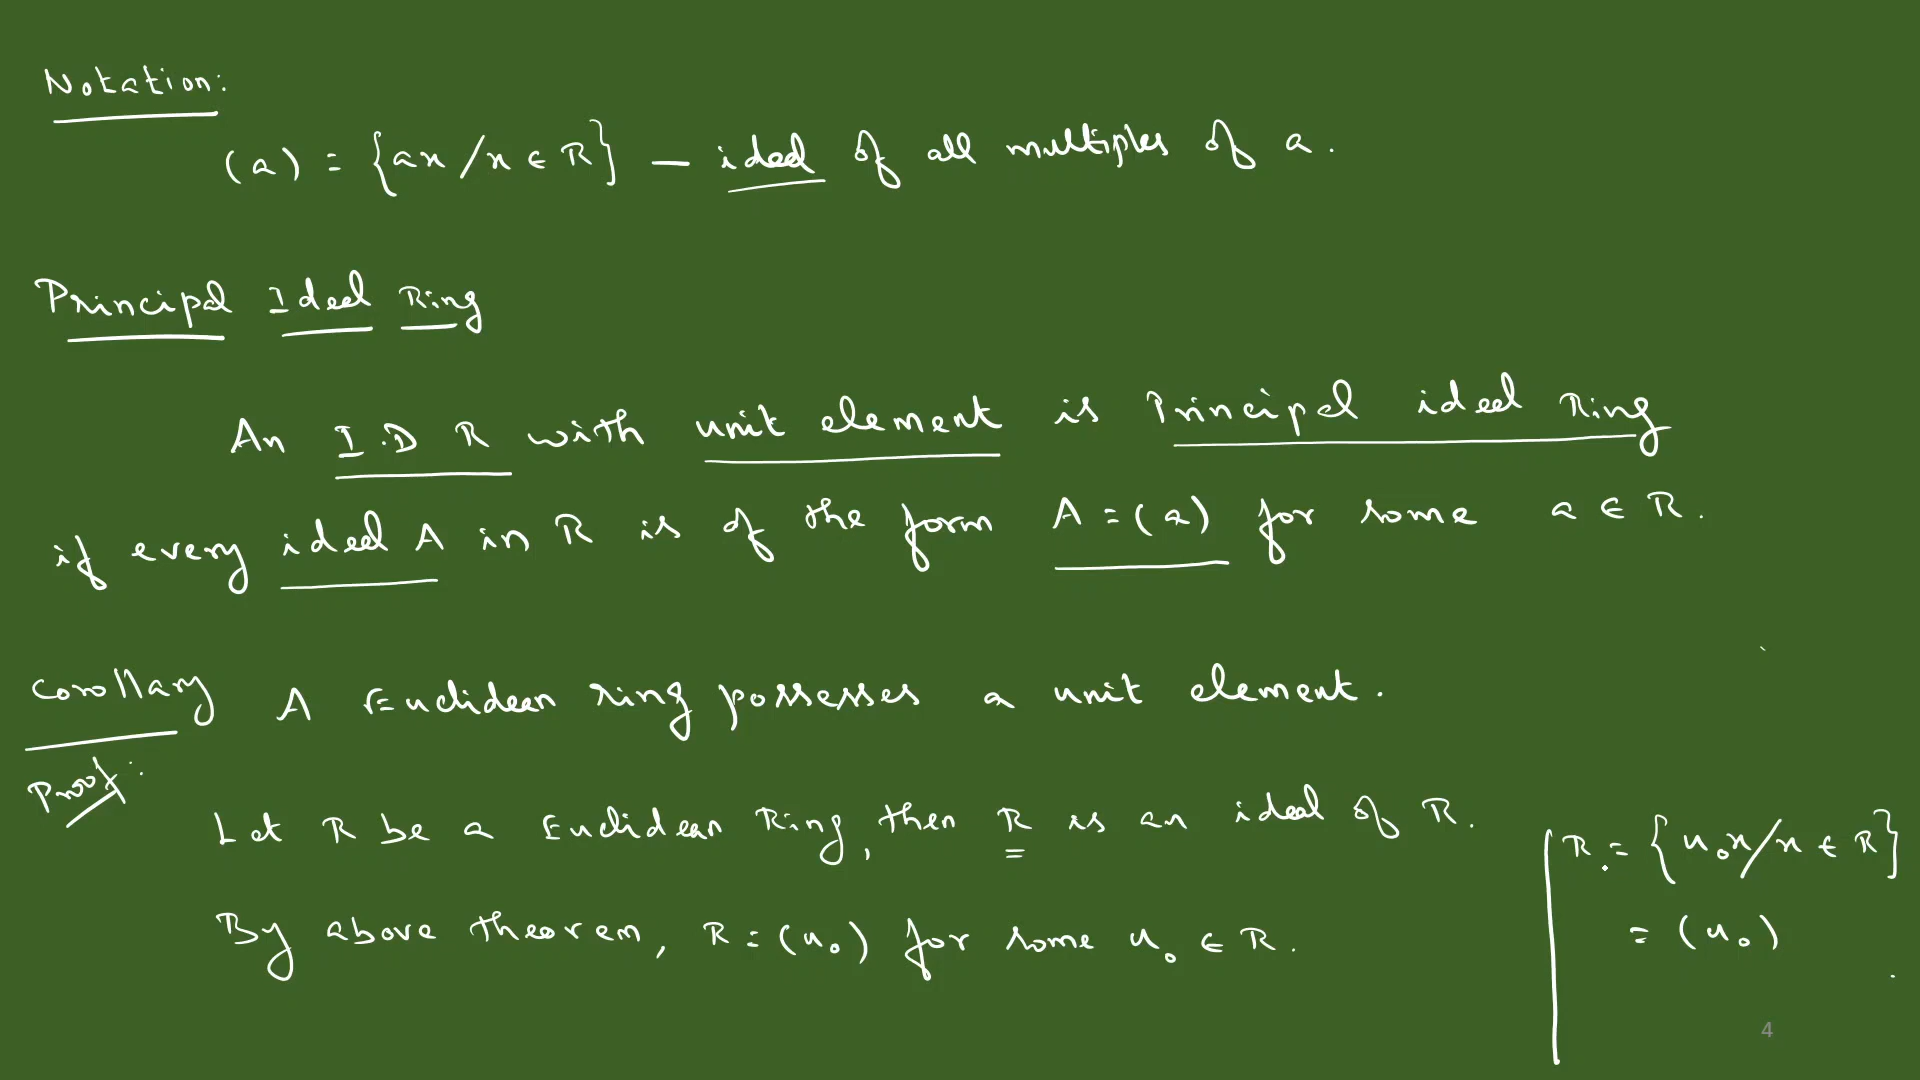 Notation:
(a) = {ax / x ∈ R} — ideal of all multiples of a.
Principal Ideal Ring
An I.D R with unit element is Principal ideal Ring
if every ideal A in R is of the form A = (a) for some a ∈ R.
Corollary A Euclidean ring possesses a unit element.
Proof:
Let R be a Euclidean Ring, then R is an ideal of R.
By above theorem, R = (u₀) for some u₀ ∈ R.
R = {u₀x / x ∈ R}
= (u₀)
4